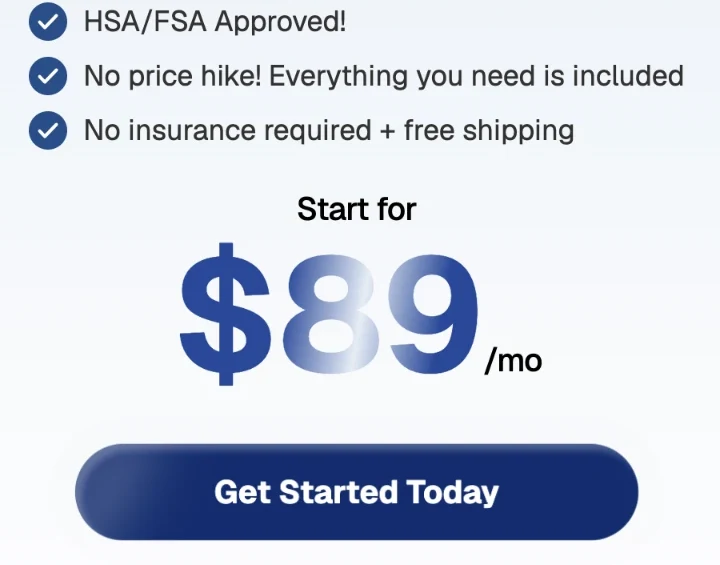 HSA/FSA Approved!
No price hike! Everything you need is included
No insurance required + free shipping
Start for
$89/mo
Get Started Today